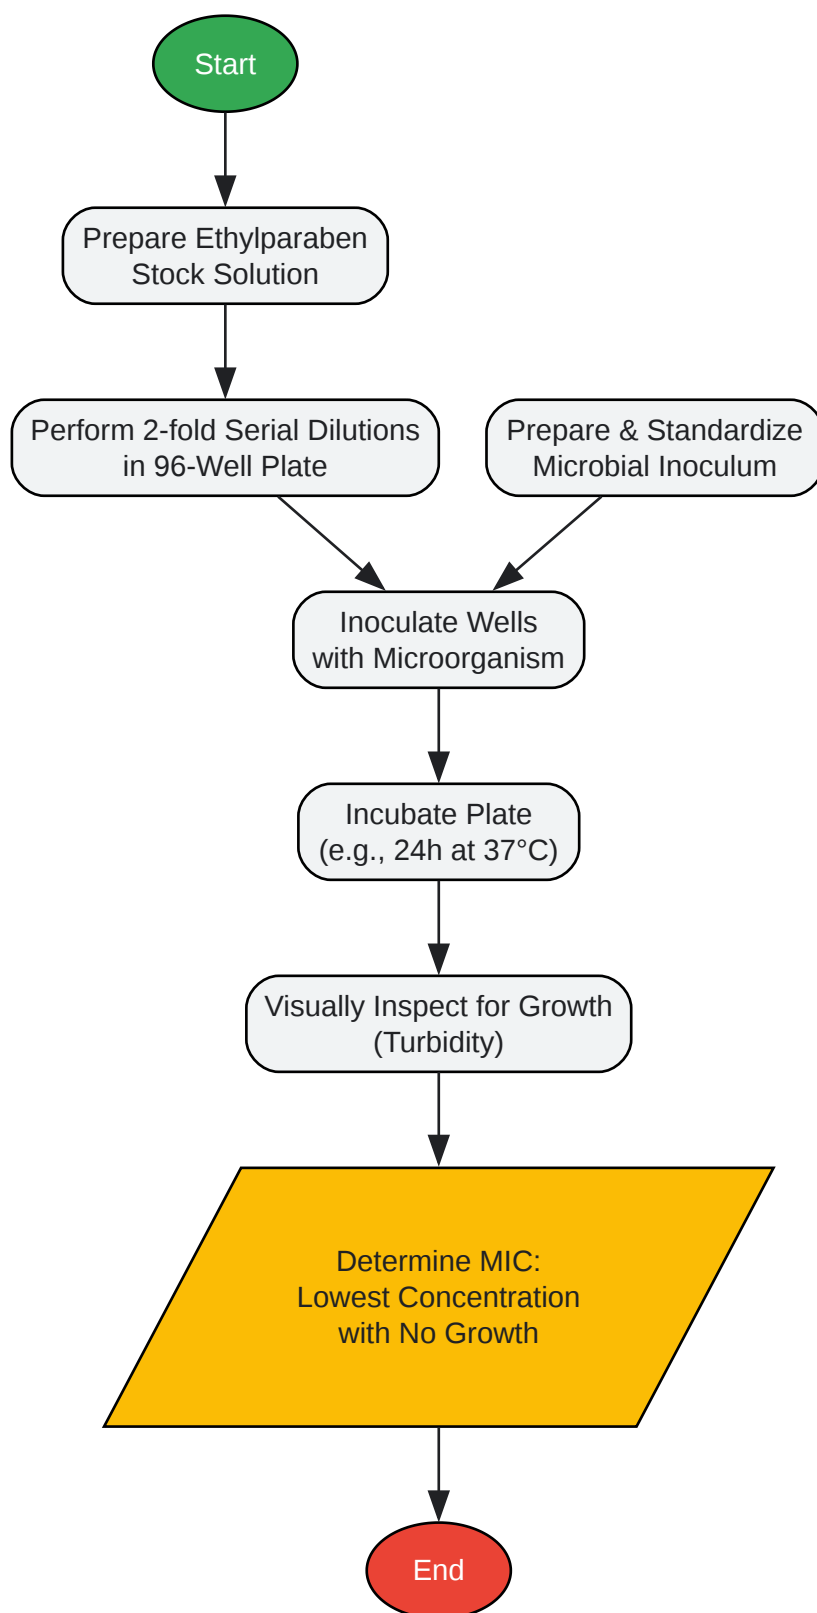 Start
Prepare Ethylparaben
Stock Solution
Perform 2-fold Serial Dilutions
in 96-Well Plate
Prepare & Standardize
Microbial Inoculum
Inoculate Wells
with Microorganism
Incubate Plate
(e.g., 24h at 37°C)
Visually Inspect for Growth
(Turbidity)
Determine MIC:
Lowest Concentration
with No Growth
End